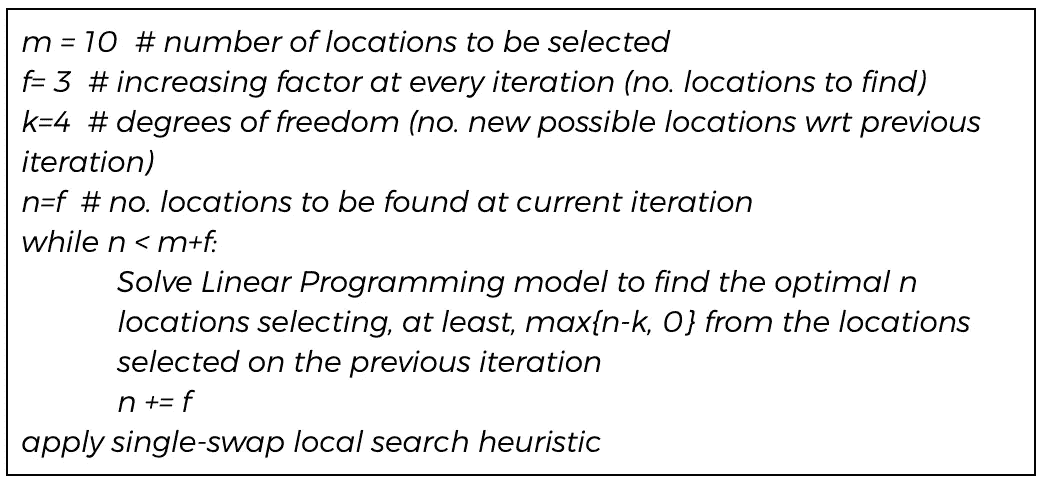 m = 10 # number of locations to be selected
f= 3 # increasing factor at every iteration (no. locations to find)
k=4 # degrees of freedom (no. new possible locations wrt previous
iteration)
n=f # no. locations to be found at current iteration
while n < m+f:
Solve Linear Programming model to find the optimal n
locations selecting, at least, max{n-k, 0} from the locations
selected on the previous iteration
n += f
apply single-swap local search heuristic